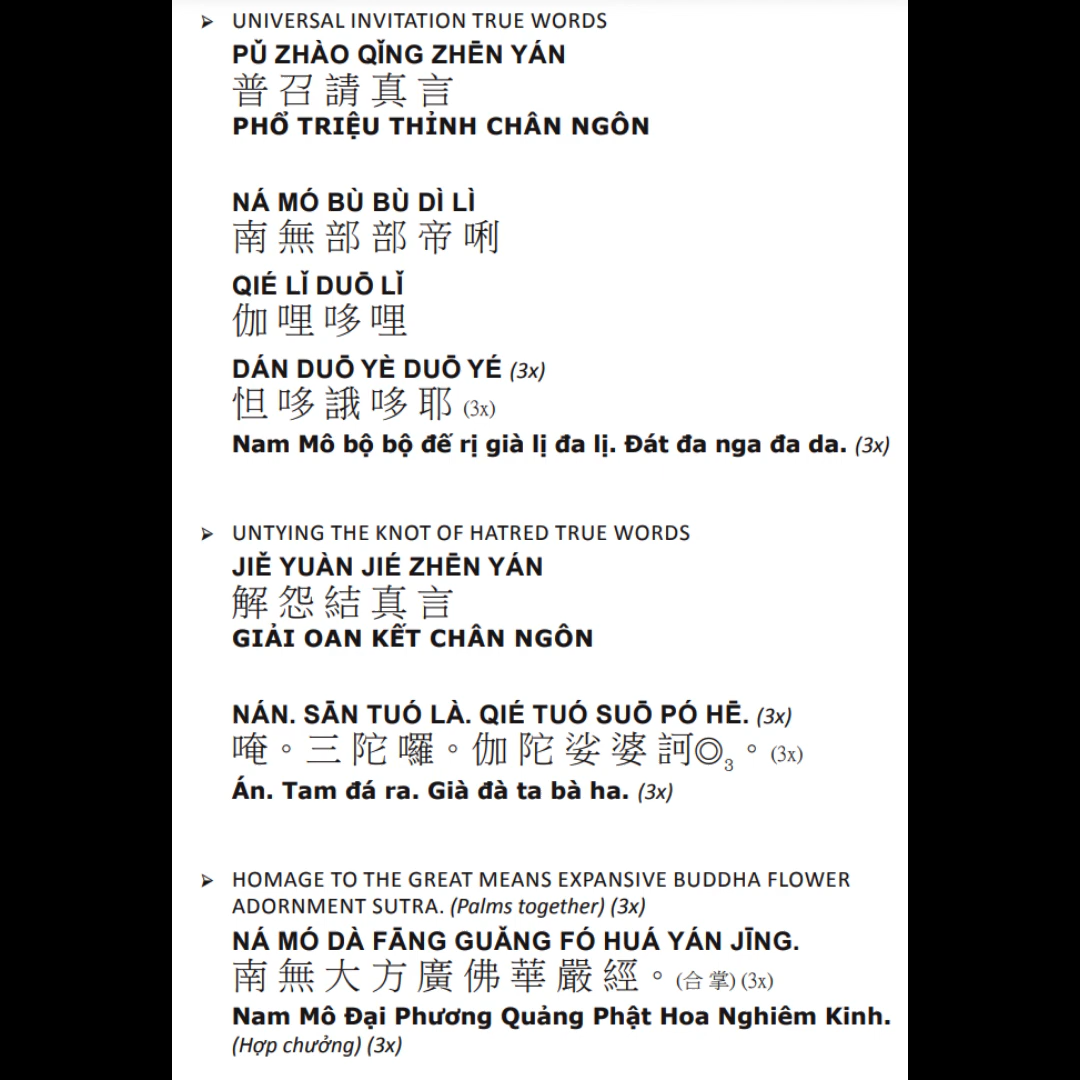 ➢ UNIVERSAL INVITATION TRUE WORDS
PǓ ZHÀO QǏNG ZHĒN YÁN
普 召 請 真 言
PHỔ TRIỆU THỈNH CHÂN NGÔN
NÁ MÓ BÙ BÙ DÌ LÌ
南 無 部 部 帝 唎
QIÉ LǏ DUŌ LǏ
伽 哩 哆 哩
DÁN DUŌ YÈ DUŌ YÉ (3x)
怛 哆 誐 哆 耶 (3x)
Nam Mô bộ bộ đế rị già lị đa lị. Đát đa nga đa da. (3x)
➢ UNTYING THE KNOT OF HATRED TRUE WORDS
JIĚ YUÀN JIÉ ZHĒN YÁN
解 怨 結 真 言
GIẢI OAN KẾT CHÂN NGÔN
NÁN. SĀN TUÓ LÀ. QIÉ TUÓ SUŌ PÓ HĒ. (3x)
唵。三 陀 囉。伽 陀 娑 婆 訶◎3。(3x)
Án. Tam đá ra. Già đà ta bà ha. (3x)
➢ HOMAGE TO THE GREAT MEANS EXPANSIVE BUDDHA FLOWER
ADORNMENT SUTRA. (Palms together) (3x)
NÁ MÓ DÀ FĀNG GUǍNG FÓ HUÁ YÁN JĪNG.
南 無 大 方 廣 佛 華 嚴 經。(合 掌) (3x)
Nam Mô Đại Phương Quảng Phật Hoa Nghiêm Kinh.
(Hợp chưởng) (3x)